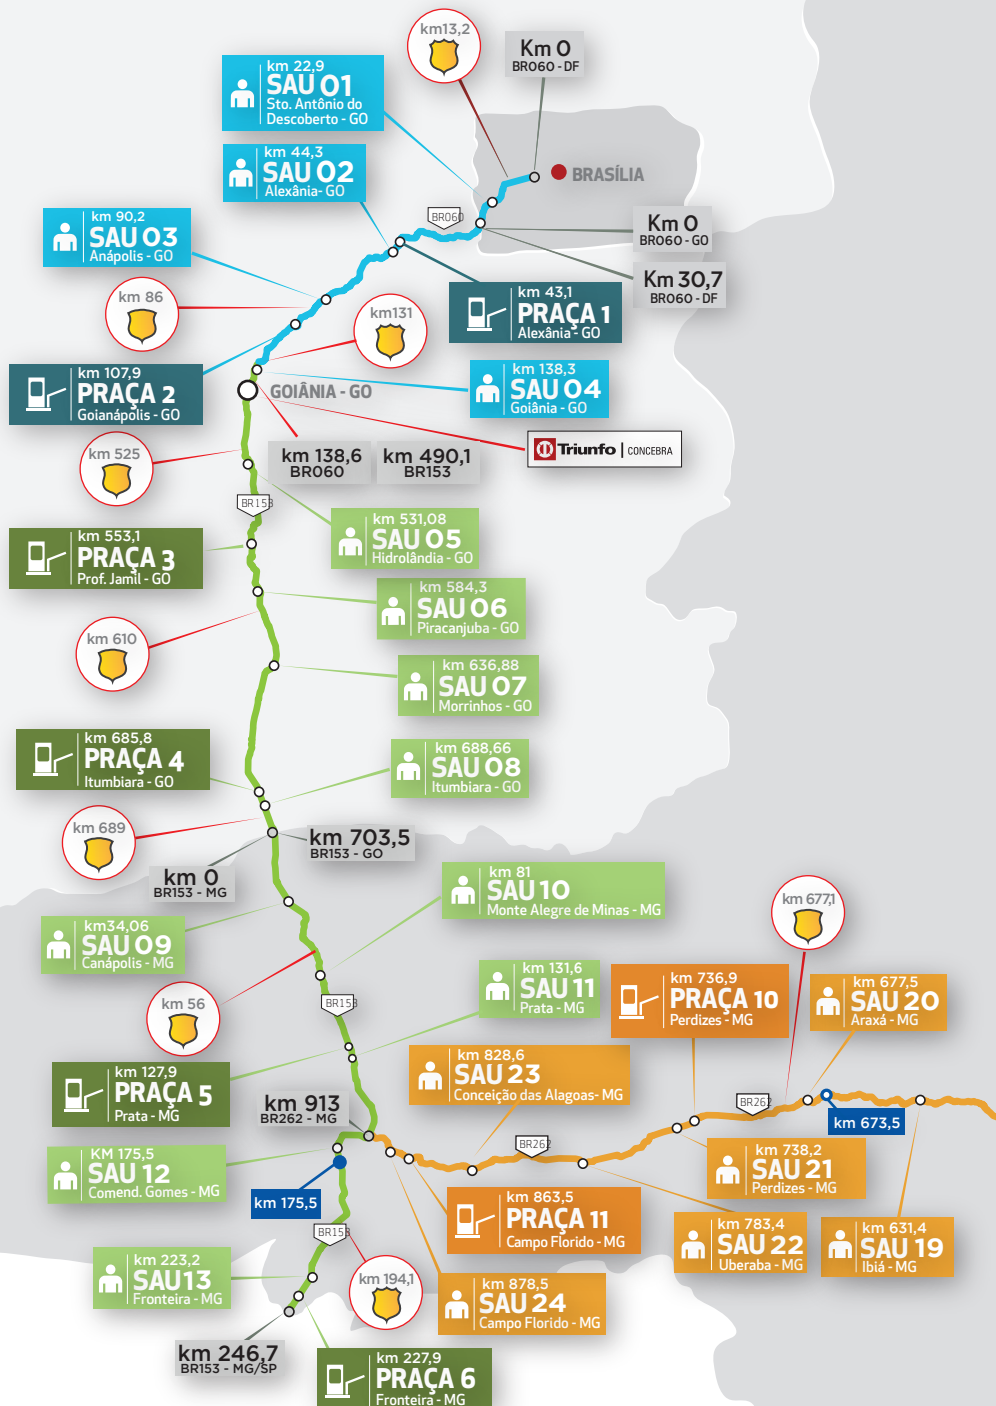 km13,2
Km 0
BR060 - DF
km 22,9
SAU 01
Sto. Antônio do
Descoberto - GO
km 44,3
SAU 02
Alexânia- GO
BRASÍLIA
km 90,2
SAU 03
Anápolis - GO
BR060
Km 0
BR060 - GO
Km 30,7
BR060 - DF
km 86
km131
km 43,1
PRAÇA 1
Alexânia - GO
km 107,9
PRAÇA 2
Goianápolis - GO
GOIÂNIA - GO
km 138,3
SAU 04
Goiânia - GO
km 525
km 138,6
BR060
km 490,1
BR153
Triunfo | CONCEBRA
BR153
km 531,08
SAU 05
Hidrolândia - GO
km 553,1
PRAÇA 3
Prof. Jamil - GO
km 584,3
SAU 06
Piracanjuba - GO
km 610
km 636,88
SAU 07
Morrinhos - GO
km 685,8
PRAÇA 4
Itumbiara - GO
km 688,66
SAU 08
Itumbiara - GO
km 689
km 703,5
BR153 - GO
km 0
BR153 - MG
km 81
SAU 10
Monte Alegre de Minas - MG
km 677,1
km34,06
SAU 09
Canápolis - MG
km 131,6
SAU 11
Prata - MG
km 736,9
PRAÇA 10
Perdizes - MG
km 677,5
SAU 20
Araxá - MG
km 56
BR153
km 127,9
PRAÇA 5
Prata - MG
km 828,6
SAU 23
Conceição das Alagoas- MG
km 913
BR262 - MG
BR262
km 673,5
BR262
KM 175,5
SAU 12
Comend. Gomes - MG
km 738,2
SAU 21
Perdizes - MG
km 175,5
km 863,5
PRAÇA 11
Campo Florido - MG
km 783,4
SAU 22
Uberaba - MG
km 631,4
SAU 19
Ibiá - MG
BR153
km 223,2
SAU13
Fronteira - MG
km 194,1
km 878,5
SAU 24
Campo Florido - MG
km 246,7
BR153 - MG/SP
km 227,9
PRAÇA 6
Fronteira - MG